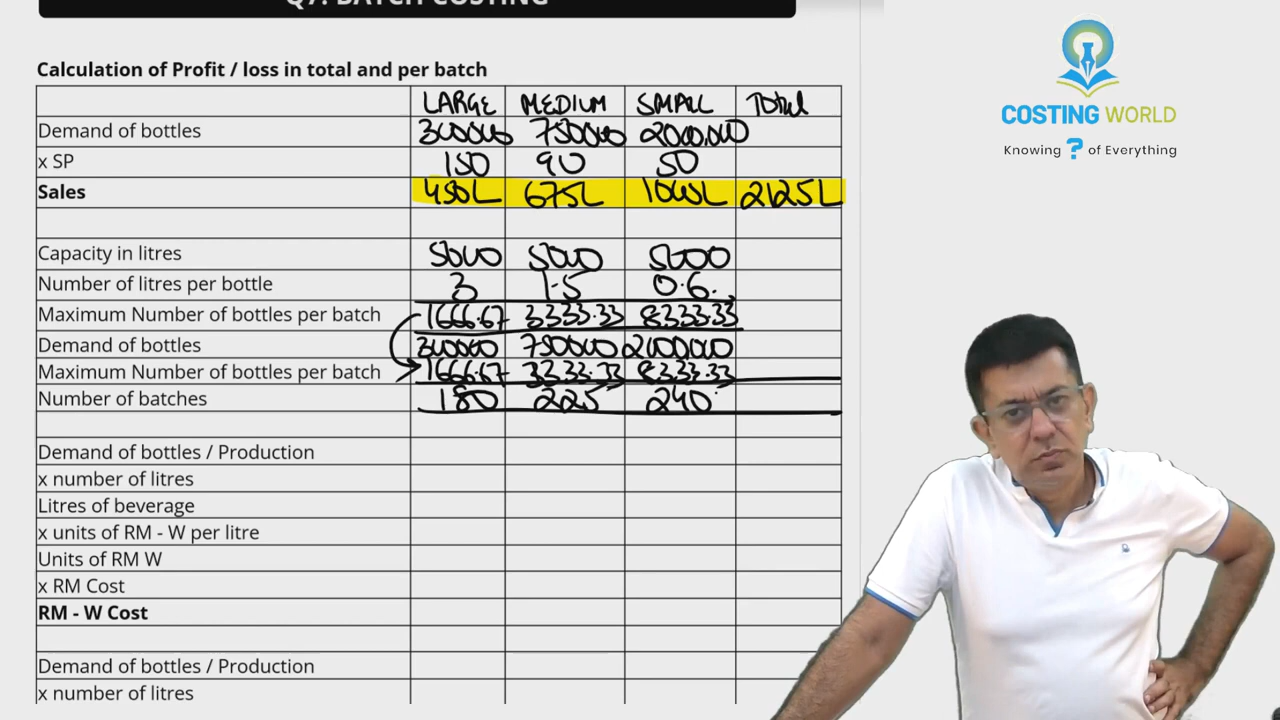 Q7: BATCH COSTING
Calculation of Profit / loss in total and per batch
LARGE MEDIUM SMALL Total
Demand of bottles 300000 750000 2000,000
x SP 150 90 50
Sales 450L 675L 1000L 2125L
Capacity in litres 5000 5000 5000
Number of litres per bottle 3 1.5 0.6
Maximum Number of bottles per batch 1666.67 3333.33 8333.33
Demand of bottles 300000 750000 2000000
Maximum Number of bottles per batch 1666.67 3333.33 8333.33
Number of batches 180 225 240
Demand of bottles / Production
x number of litres
Litres of beverage
x units of RM - W per litre
Units of RM W
x RM Cost
RM - W Cost
Demand of bottles / Production
x number of litres
COSTING WORLD
Knowing ? of Everything